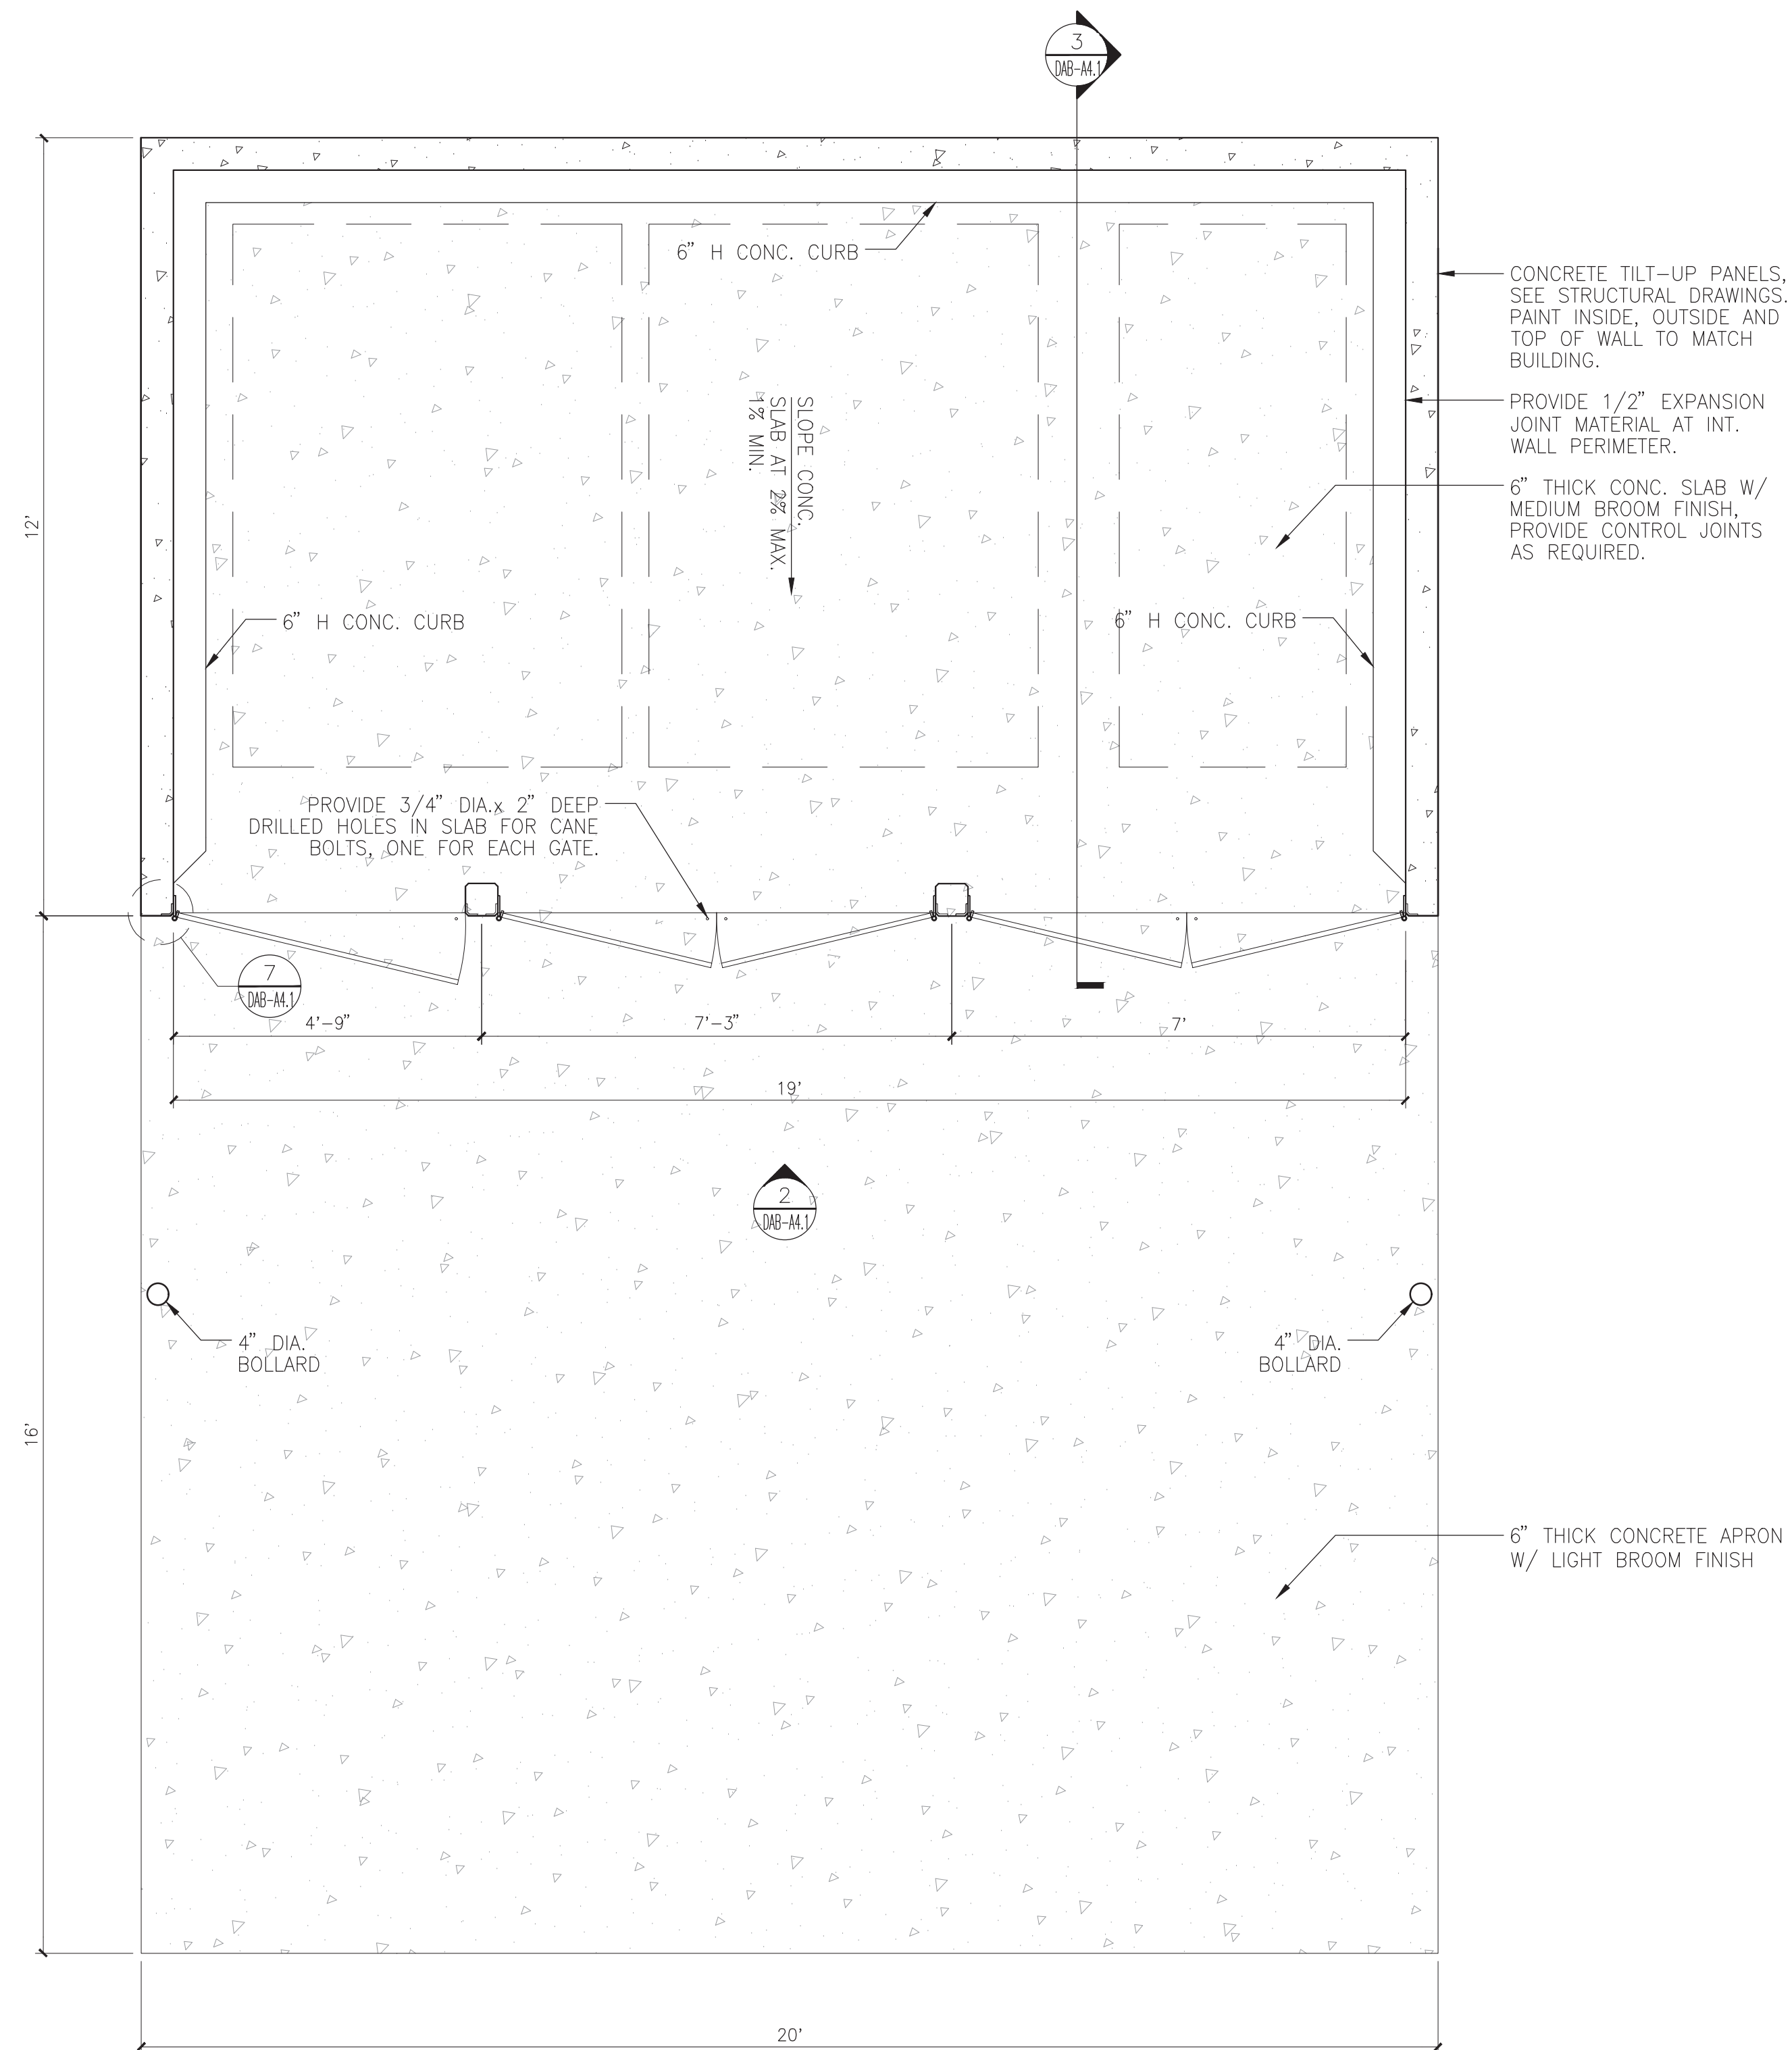 3
DAB-A4.1
6" H CONC. CURB
CONCRETE TILT-UP PANELS,
SEE STRUCTURAL DRAWINGS.
PAINT INSIDE, OUTSIDE AND
TOP OF WALL TO MATCH
BUILDING.
PROVIDE 1/2" EXPANSION
JOINT MATERIAL AT INT.
WALL PERIMETER.
6" THICK CONC. SLAB W/
MEDIUM BROOM FINISH,
PROVIDE CONTROL JOINTS
AS REQUIRED.
SLOPE CONC.
SLAB AT 2% MAX.
1% MIN.
12'
6" H CONC. CURB
6" H CONC. CURB
PROVIDE 3/4" DIA.x 2" DEEP
DRILLED HOLES IN SLAB FOR CANE
BOLTS, ONE FOR EACH GATE.
7
DAB-A4.1
4'-9"
7'-3"
7'
19'
2
DAB-A4.1
4" DIA.
BOLLARD
4" DIA.
BOLLARD
16'
6" THICK CONCRETE APRON
W/ LIGHT BROOM FINISH
20'